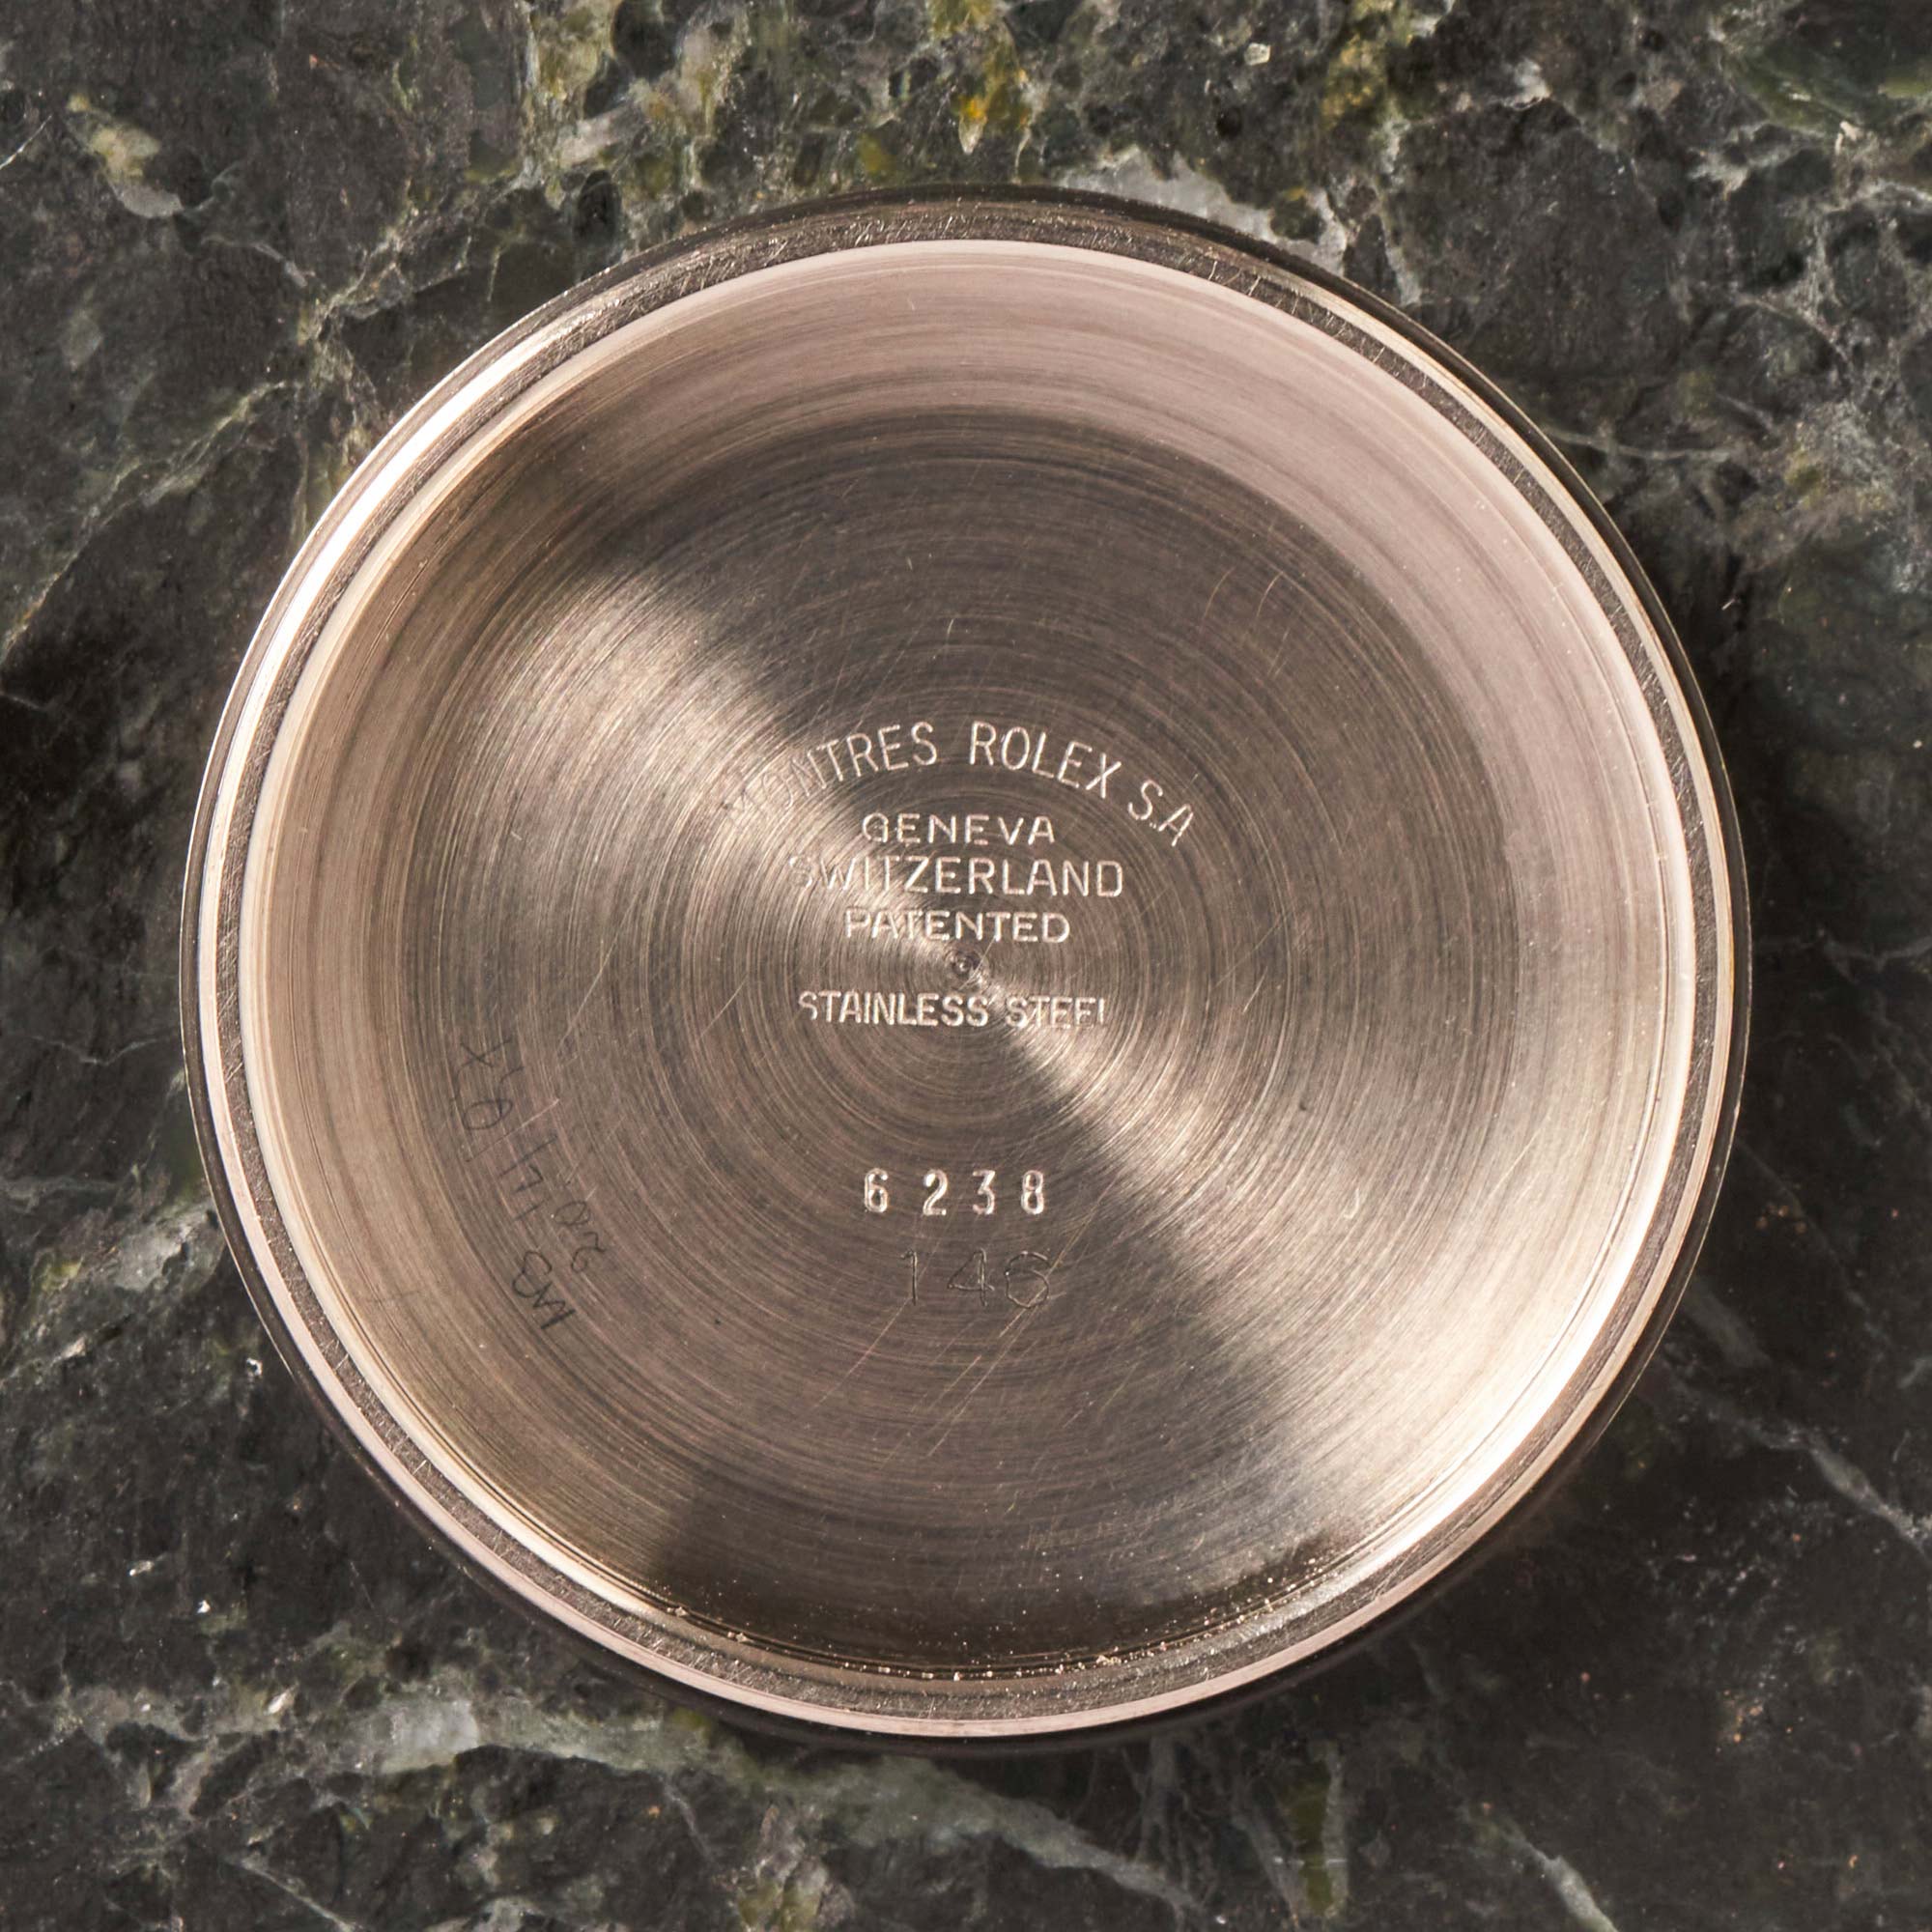 MONTRES ROLEX S.A
GENEVA
SWITZERLAND
PATENTED
STAINLESS STEEL
6238
146